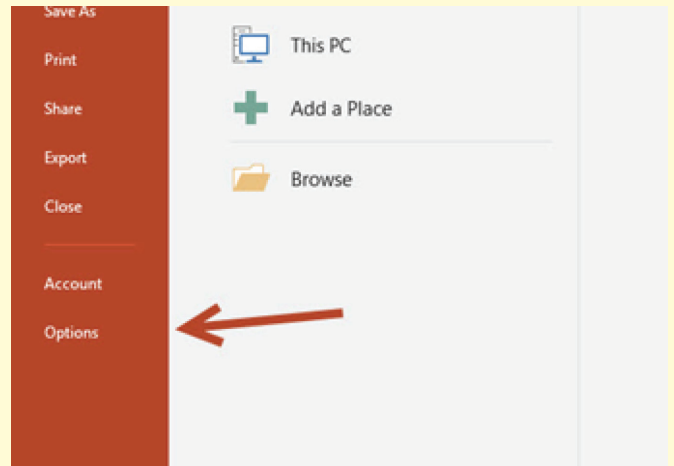 Save As
Print
Share
Export
Close
Account
Options
This PC
Add a Place
Browse